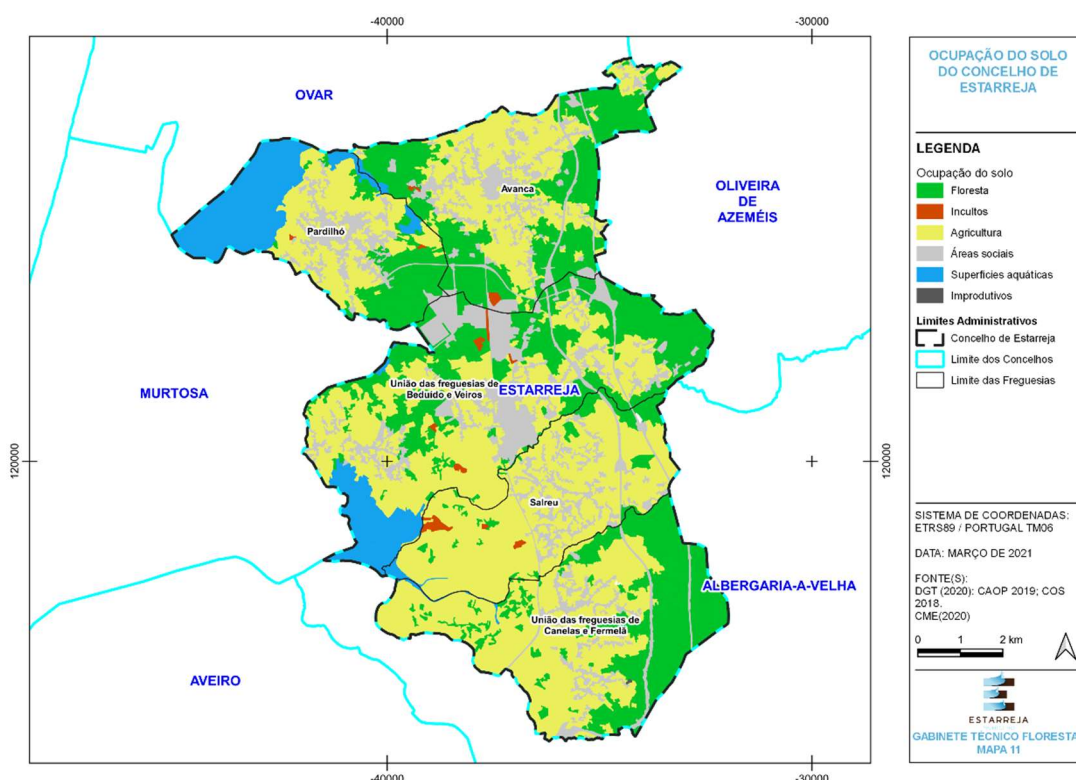 -40000
-30000
OVAR
OLIVEIRA
DE
AZEMÉIS
Avanca
Pardilhó
MURTOSA
União das freguesias de
Beduído e Veiros
ESTARREJA
120000
120000
Salreu
ALBERGARIA-A-VELHA
União das freguesias de
Canelas e Fermelã
AVEIRO
-40000
-30000
OCUPAÇÃO DO SOLO
DO CONCELHO DE
ESTARREJA
LEGENDA
Ocupação do solo
Floresta
Incultos
Agricultura
Áreas sociais
Superfícies aquáticas
Improdutivos
Limites Administrativos
Concelho de Estarreja
Limite dos Concelhos
Limite das Freguesias
SISTEMA DE COORDENADAS:
ETRS89 / PORTUGAL TM06
DATA: MARÇO DE 2021
FONTE(S):
DGT (2020): CAOP 2019; COS
2018.
CME(2020)
0 1 2 km
ESTARREJA
GABINETE TÉCNICO FLORESTA
MAPA 11